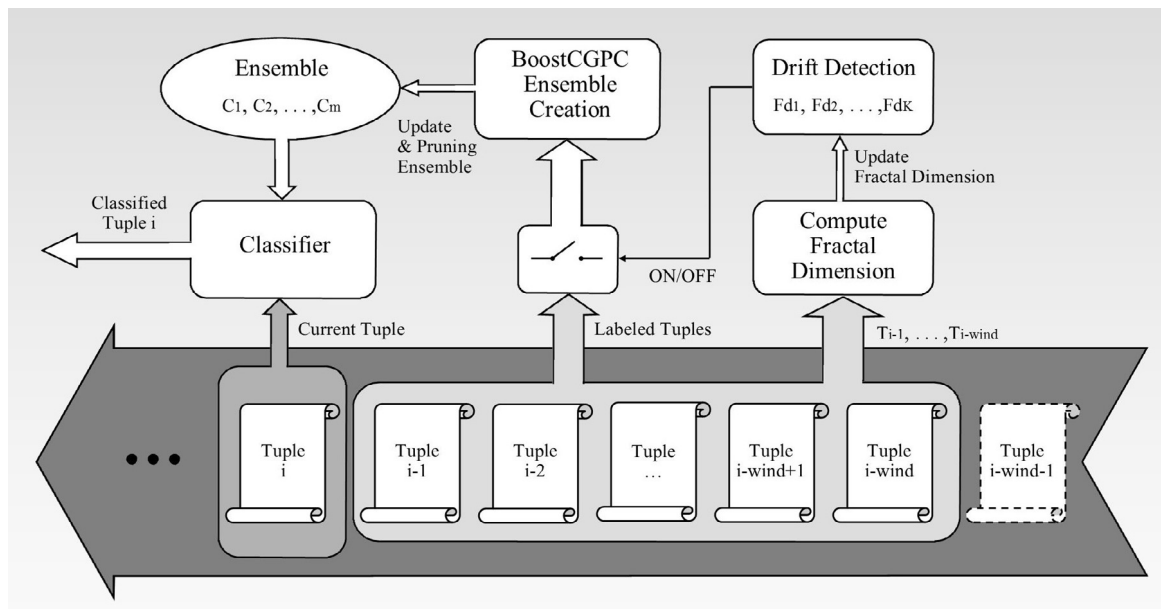 Ensemble
C1, C2, . . . ,Cm
BoostCGPC
Ensemble
Creation
Drift Detection
Fd1, Fd2, . . . ,FdK
Update
& Pruning
Ensemble
Update
Fractal Dimension
Classified
Tuple i
Classifier
Compute
Fractal
Dimension
ON/OFF
Current Tuple
Labeled Tuples
Ti-1, . . . ,Ti-wind
Tuple
i
Tuple
i-1
Tuple
i-2
Tuple
...
Tuple
i-wind+1
Tuple
i-wind
Tuple
i-wind-1